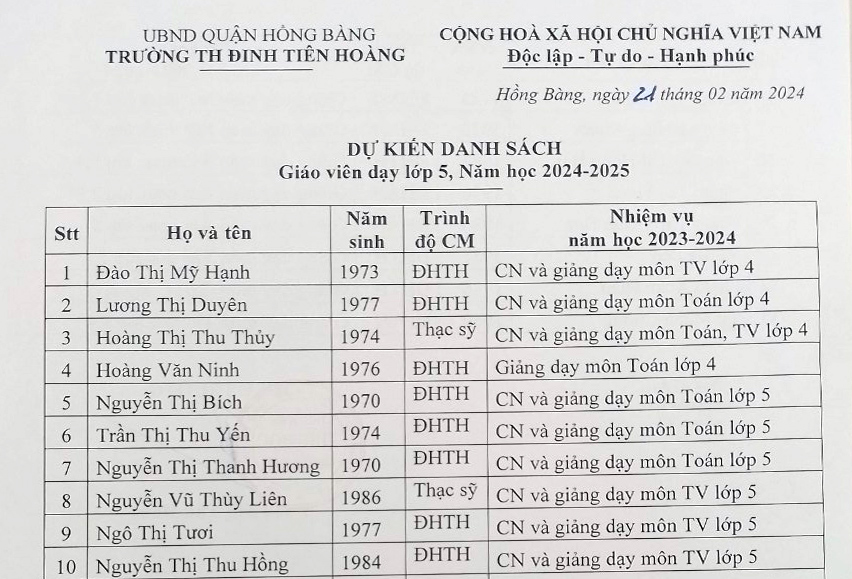 UBND QUẬN HỒNG BÀNG
TRƯỜNG TH ĐINH TIÊN HOÀNG
CỘNG HOÀ XÃ HỘI CHỦ NGHĨA VIỆT NAM
Độc lập - Tự do - Hạnh phúc
Hồng Bàng, ngày 21 tháng 02 năm 2024
DỰ KIẾN DANH SÁCH
Giáo viên dạy lớp 5, Năm học 2024-2025
Stt Họ và tên Năm sinh Trình độ CM Nhiệm vụ năm học 2023-2024
1 Đào Thị Mỹ Hạnh 1973 ĐHTH CN và giảng dạy môn TV lớp 4
2 Lương Thị Duyên 1977 ĐHTH CN và giảng dạy môn Toán lớp 4
3 Hoàng Thị Thu Thủy 1974 Thạc sỹ CN và giảng dạy môn Toán, TV lớp 4
4 Hoàng Văn Ninh 1976 ĐHTH Giảng dạy môn Toán lớp 4
5 Nguyễn Thị Bích 1970 ĐHTH CN và giảng dạy môn Toán lớp 5
6 Trần Thị Thu Yến 1974 ĐHTH CN và giảng dạy môn Toán lớp 5
7 Nguyễn Thị Thanh Hương 1970 ĐHTH CN và giảng dạy môn Toán lớp 5
8 Nguyễn Vũ Thùy Liên 1986 Thạc sỹ CN và giảng dạy môn TV lớp 5
9 Ngô Thị Tươi 1977 ĐHTH CN và giảng dạy môn TV lớp 5
10 Nguyễn Thị Thu Hồng 1984 ĐHTH CN và giảng dạy môn TV lớp 5